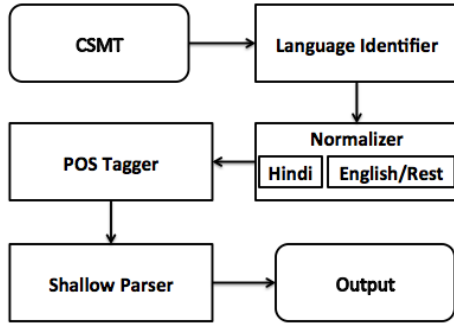 CSMT
Language Identifier
Normalizer
Hindi
English/Rest
POS Tagger
Shallow Parser
Output